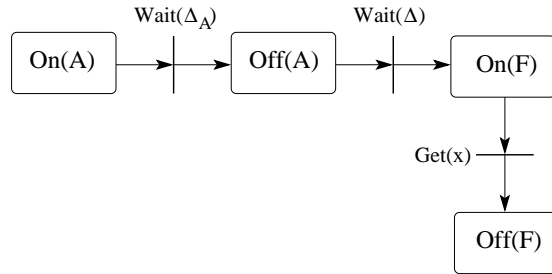 Wait(Δ_A) Wait(Δ)
On(A) Off(A) On(F)
Get(x)
Off(F)